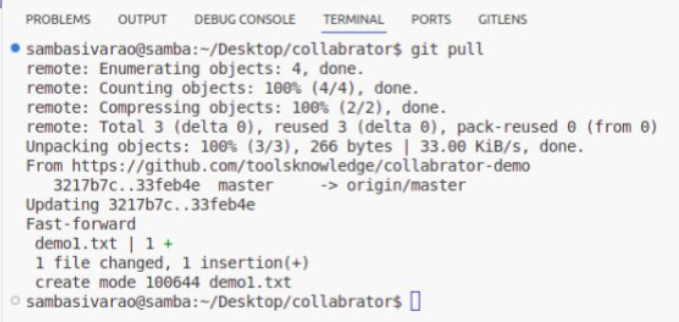 PROBLEMS OUTPUT DEBUG CONSOLE TERMINAL PORTS GITLENS
sambasivarao@samba:~/Desktop/collabrator$ git pull
remote: Enumerating objects: 4, done.
remote: Counting objects: 100% (4/4), done.
remote: Compressing objects: 100% (2/2), done.
remote: Total 3 (delta 0), reused 3 (delta 0), pack-reused 0 (from 0)
Unpacking objects: 100% (3/3), 266 bytes | 33.00 KiB/s, done.
From https://github.com/toolsknowledge/collabrator-demo
   3217b7c..33feb4e  master     -> origin/master
Updating 3217b7c..33feb4e
Fast-forward
 demo1.txt | 1 +
 1 file changed, 1 insertion(+)
 create mode 100644 demo1.txt
sambasivarao@samba:~/Desktop/collabrator$